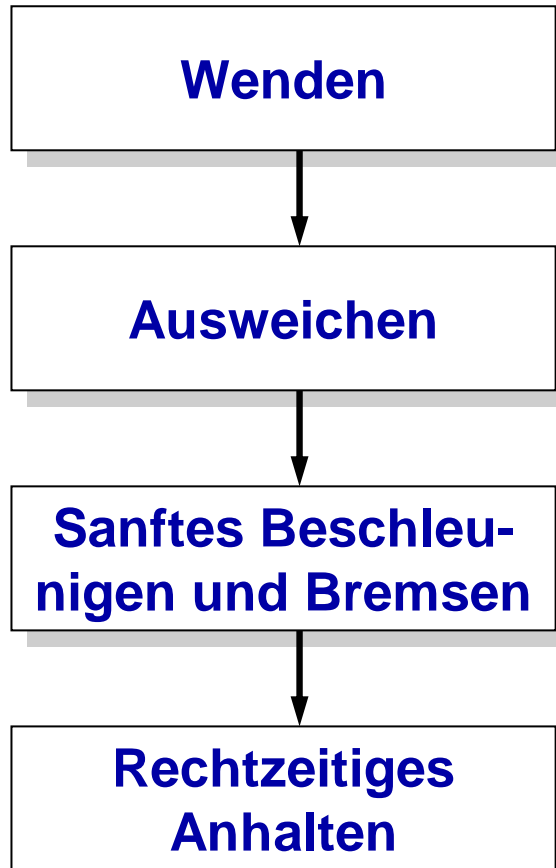 Wenden
Ausweichen
Sanftes Beschleu-
nigen und Bremsen
Rechtzeitiges
Anhalten